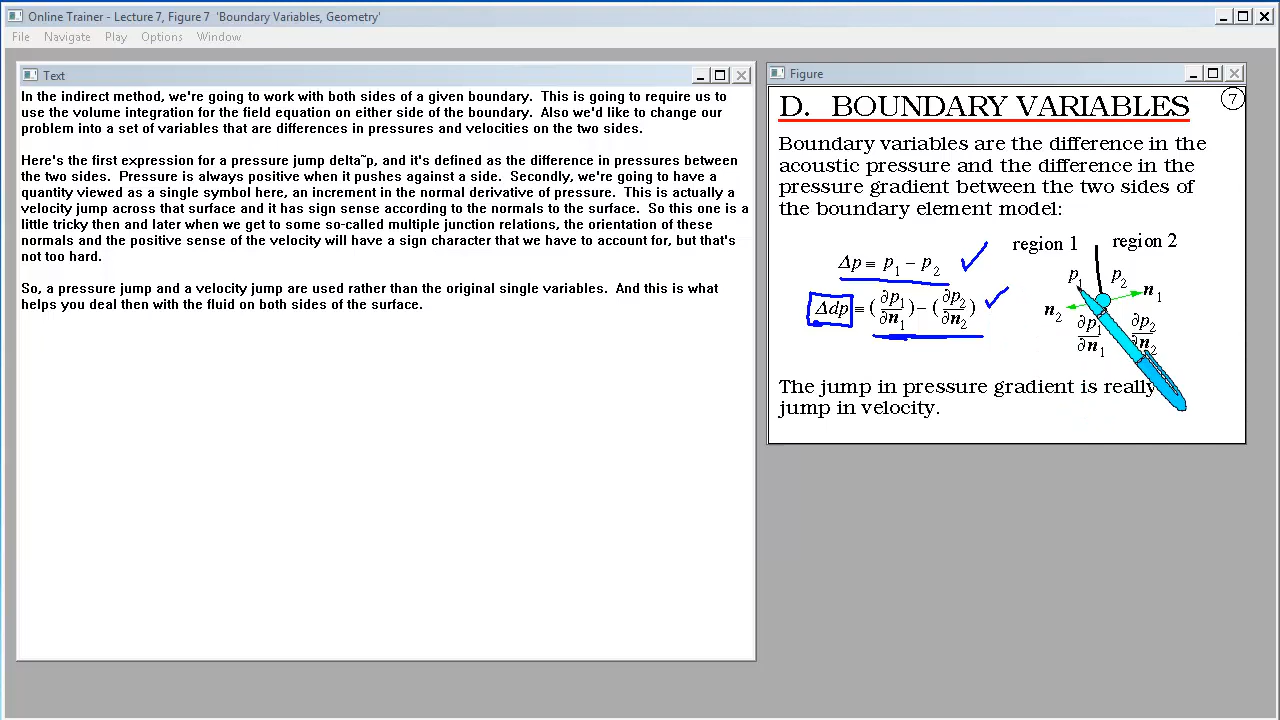 Online Trainer - Lecture 7, Figure 7 'Boundary Variables, Geometry'
File Navigate Play Options Window
Text
In the indirect method, we're going to work with both sides of a given boundary. This is going to require us to
use the volume integration for the field equation on either side of the boundary. Also we'd like to change our
problem into a set of variables that are differences in pressures and velocities on the two sides.
Here's the first expression for a pressure jump delta~p, and it's defined as the difference in pressures between
the two sides. Pressure is always positive when it pushes against a side. Secondly, we're going to have a
quantity viewed as a single symbol here, an increment in the normal derivative of pressure. This is actually a
velocity jump across that surface and it has sign sense according to the normals to the surface. So this one is a
little tricky then and later when we get to some so-called multiple junction relations, the orientation of these
normals and the positive sense of the velocity will have a sign character that we have to account for, but that's
not too hard.
So, a pressure jump and a velocity jump are used rather than the original single variables. And this is what
helps you deal then with the fluid on both sides of the surface.
Figure
D. BOUNDARY VARIABLES 7
Boundary variables are the difference in the
acoustic pressure and the difference in the
pressure gradient between the two sides of
the boundary element model:
Δp ≡ p₁ − p₂
Δdp ≡ (∂p₁/∂n₁) − (∂p₂/∂n₂)
region 1 region 2
p₁ p₂
n₂ n₁
∂p₁/∂n₁ ∂p₂/∂n₂
The jump in pressure gradient is really
jump in velocity.